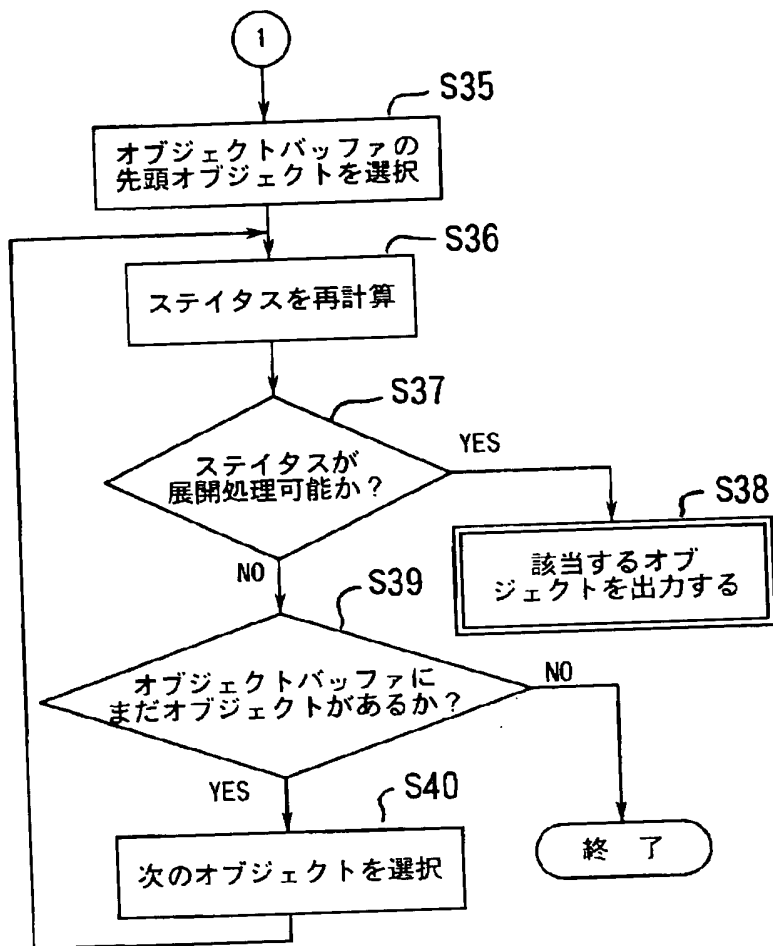 1
S35
オブジェクトバッファの
先頭オブジェクトを選択
S36
ステイタスを再計算
S37
ステイタスが
展開処理可能か?
YES
S38
該当するオブ
ジェクトを出力する
NO
S39
オブジェクトバッファに
まだオブジェクトがあるか?
NO
YES
S40
次のオブジェクトを選択
終 了